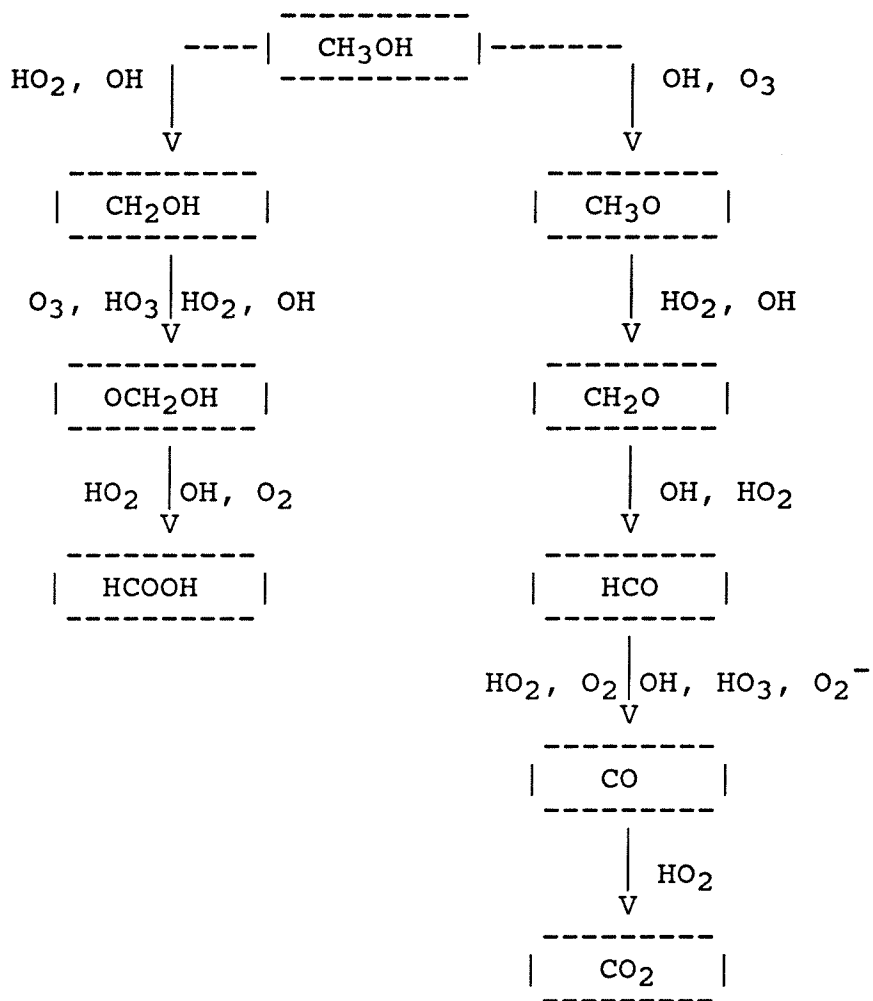 CH3OH
HO2, OH OH, O3
CH2OH CH3O
O3, HO3 HO2, OH HO2, OH
OCH2OH CH2O
HO2 OH, O2 OH, HO2
HCOOH HCO
HO2, O2 OH, HO3, O2-
CO
HO2
CO2